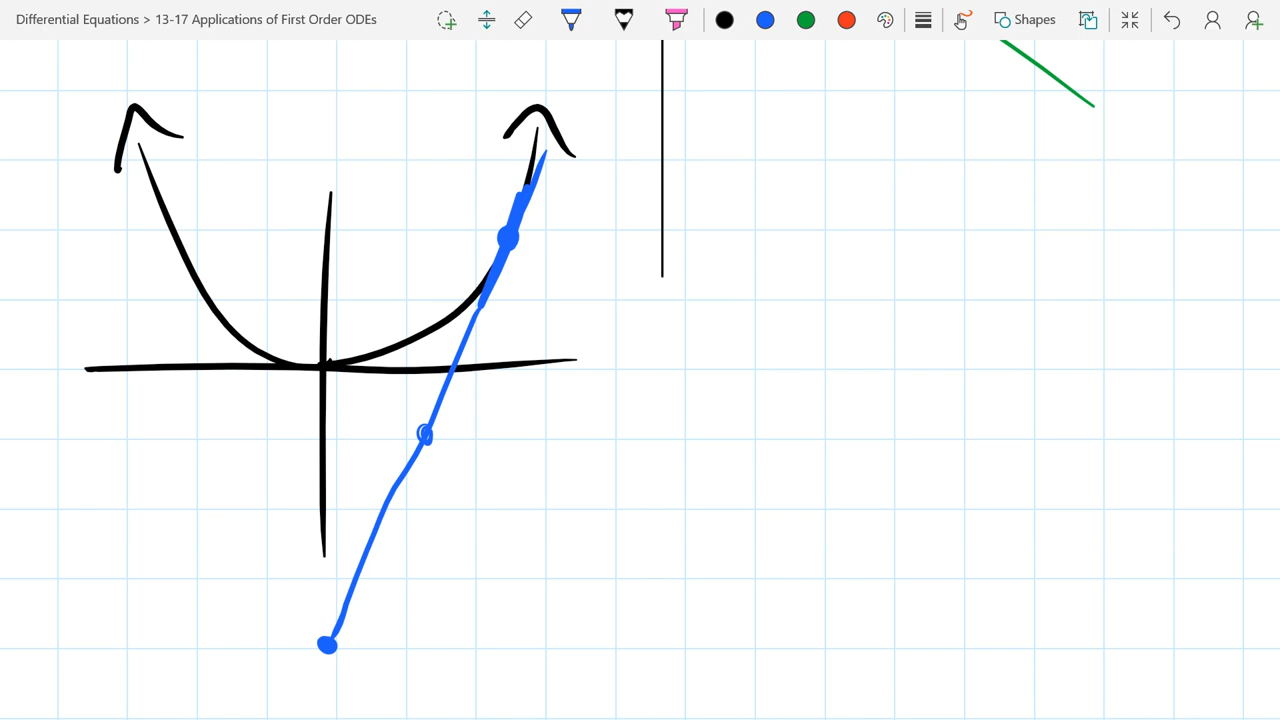 Differential Equations > 13-17 Applications of First Order ODEs
Shapes